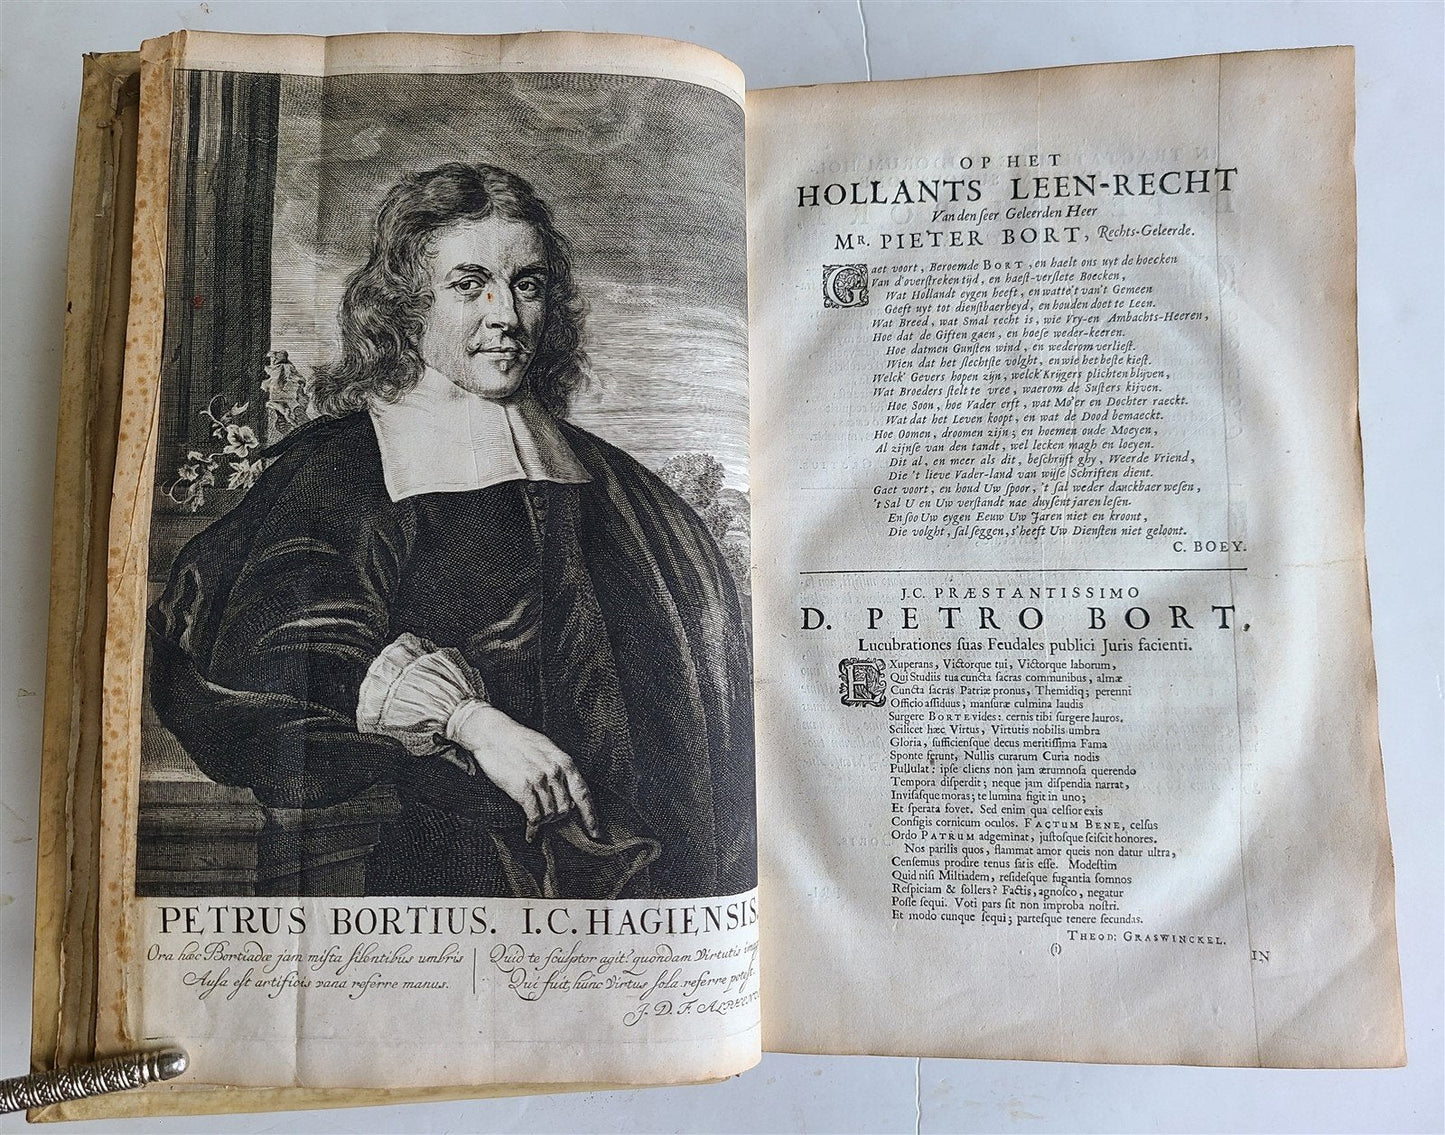 PETRUS BORTIUS. I.C. HAGIENSIS.
Ora hæc Bortiadæ jam mista silentibus umbris
Ausa est artificis vana referre manus.
Quid te sculptor agit? quondam Virtutis
Qui fuit, hunc Virtus sola referre potest.
J. D. F.
OP HET
HOLLANTS LEEN-RECHT
Van den seer Geleerden Heer
MR. PIETER BORT, Rechts-Geleerde.
Gaet voort, Beroemde BORT, en haelt ons uyt de hoecken
Van d'overstreken tijd, en haest-verslete Boecken,
Wat Hollandt eygen heeft, en watte't van't Gemeen
Geeft uyt tot dienstbaerheyd, en houden doet te Leen.
Wat Breed, wat Smal recht is, wie Vry-en Ambachts-Heeren,
Hoe dat de Giften gaen, en hoese weder-keeren.
Hoe datmen Gunsten wind, en wederom verliest.
Wien dat het slechtste volght, en wie het beste kiest.
Welck' Gevers hopen zijn, welck' Krijgers plichten blijven,
Wat Broeders stelt te vree, waerom de Susters kijven.
Hoe Soon, hoe Vader erft, wat Mo'er en Dochter raeckt.
Wat dat het Leven koopt, en wat de Dood bemaeckt.
Hoe Oomen, droomen zijn; en hoemen oude Moeyen,
Al zijnse van den tandt, wel lecken magh en loeyen.
Dit al, en meer als dit, beschrijft ghy, Weerde Vriend,
Die 't lieve Vader-land van wijse Schriften dient.
Gaet voort, en houd Uw spoor, 't sal weder danckbaer wesen,
't Sal U en Uw verstandt nae duysent jaren lesen.
En soo Uw eygen Eeuw Uw Jaren niet en kroont,
Die volght, sal seggen, s'heeft Uw Diensten niet geloont.
C. BOEY.
J.C. PRÆSTANTISSIMO
D. PETRO BORT,
Lucubrationes suas Feudales publici Juris facienti.
EXuperans, Victorque tui, Victorque laborum,
Qui Studiis tua cuncta sacras communibus, almæ
Cuncta sacras Patriæ pronus, Themidiq; perenni
Officio assiduus, mansuræ culmina laudis
Surgere BORTE vides: cernis tibi surgere lauros.
Scilicet hæc Virtus, Virtutis nobilis umbra
Gloria, sufficiensque decus meritissima Fama
Sponte ferunt, Nullis curarum Curia nodis
Pullulat: ipse cliens non jam ærumnosa querendo
Tempora disperdit; neque jam dispendia narrat,
Invisasque moras; te lumina figit in uno;
Et sperata fovet. Sed enim qua celsior exis
Confgis cornicum oculos. FACTUM BENE, celsus
Ordo PATRUM adgeminat, justosque sciscit honores.
Nos parilis quos, flammat amor queis non datur ultra,
Censemus prodire tenus satis esse. Modestim
Quid nisi Miltiadem, residesque fugantia somnos
Respiciam & sollers? Factis, agnosco, negatur
Posse sequi. Voti pars sit non improba nostri.
Et modo cunque sequi; partesque tenere secundas.
THEOD: GRASWINCKEL.
(i)
IN